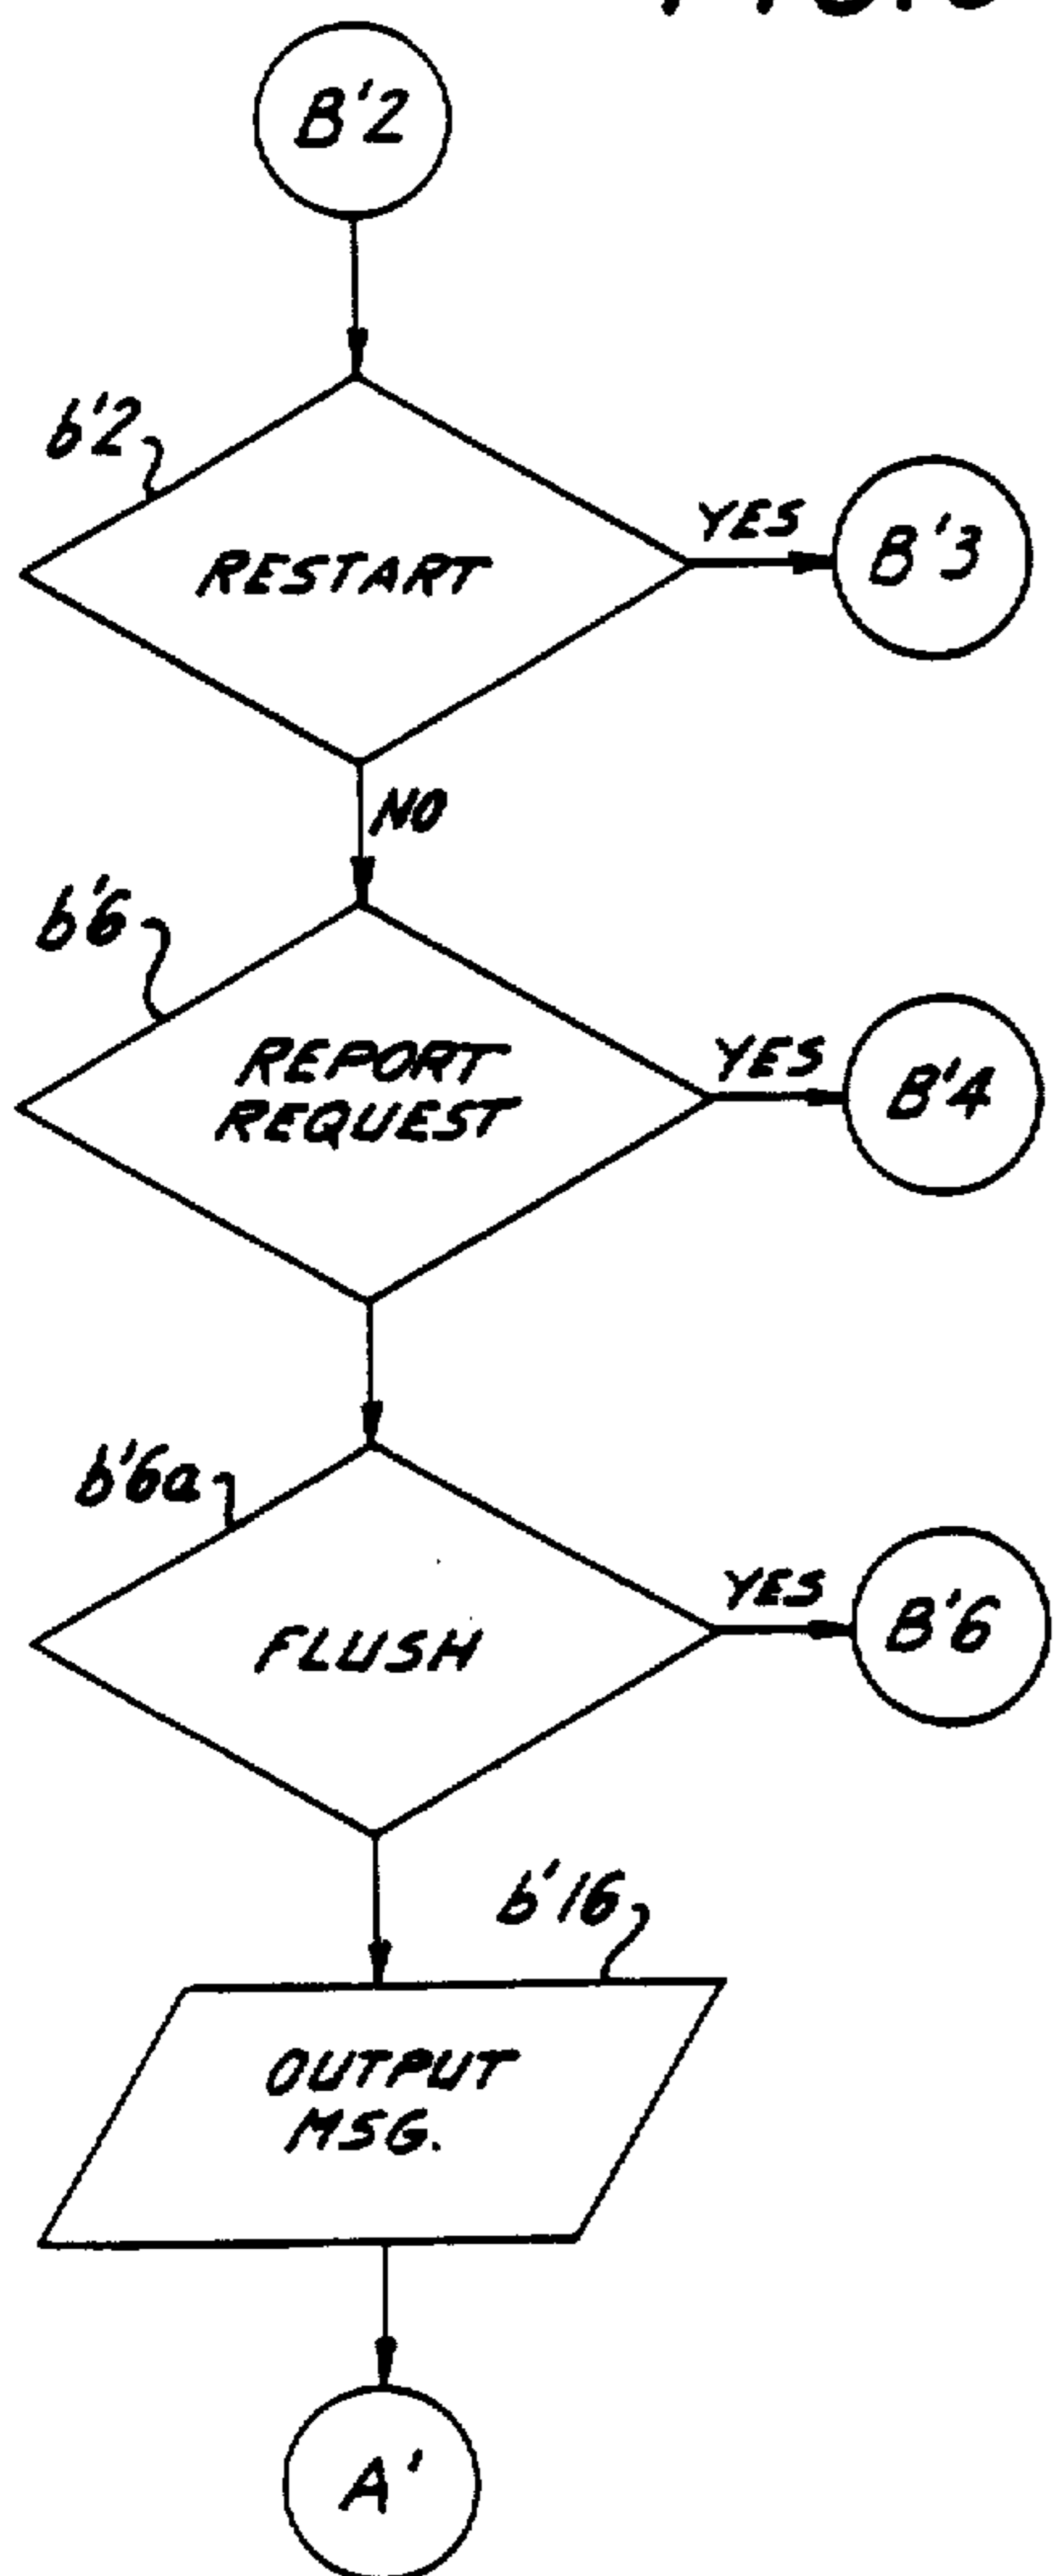 B'2
b'2
RESTART
YES
B'3
NO
b'6
REPORT
REQUEST
YES
B'4
b'6a
FLUSH
YES
B'6
b'16
OUTPUT
MSG.
A'